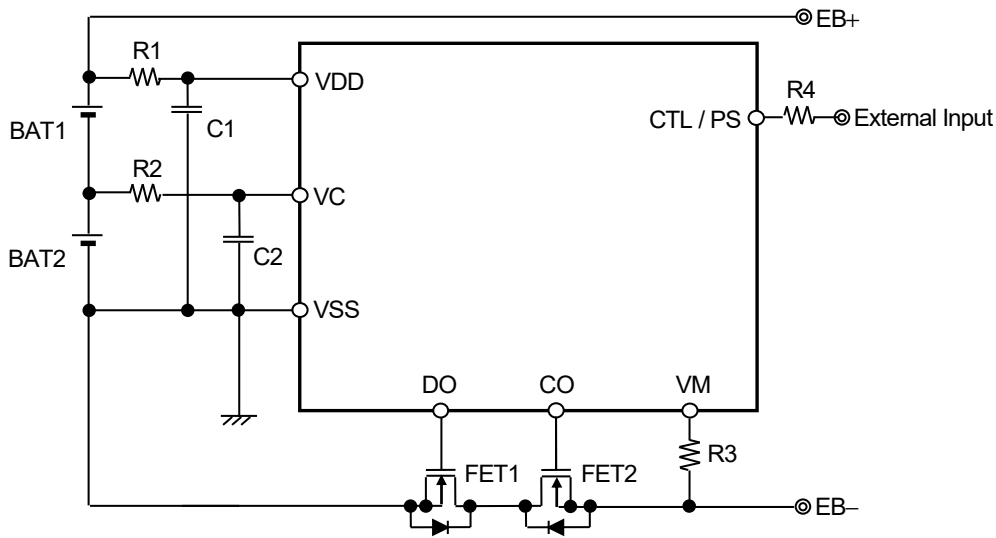 EB+
R1
VDD
R4
BAT1
C1
CTL / PS
External Input
R2
VC
BAT2
C2
VSS
DO
CO
VM
FET1
FET2
R3
EB−